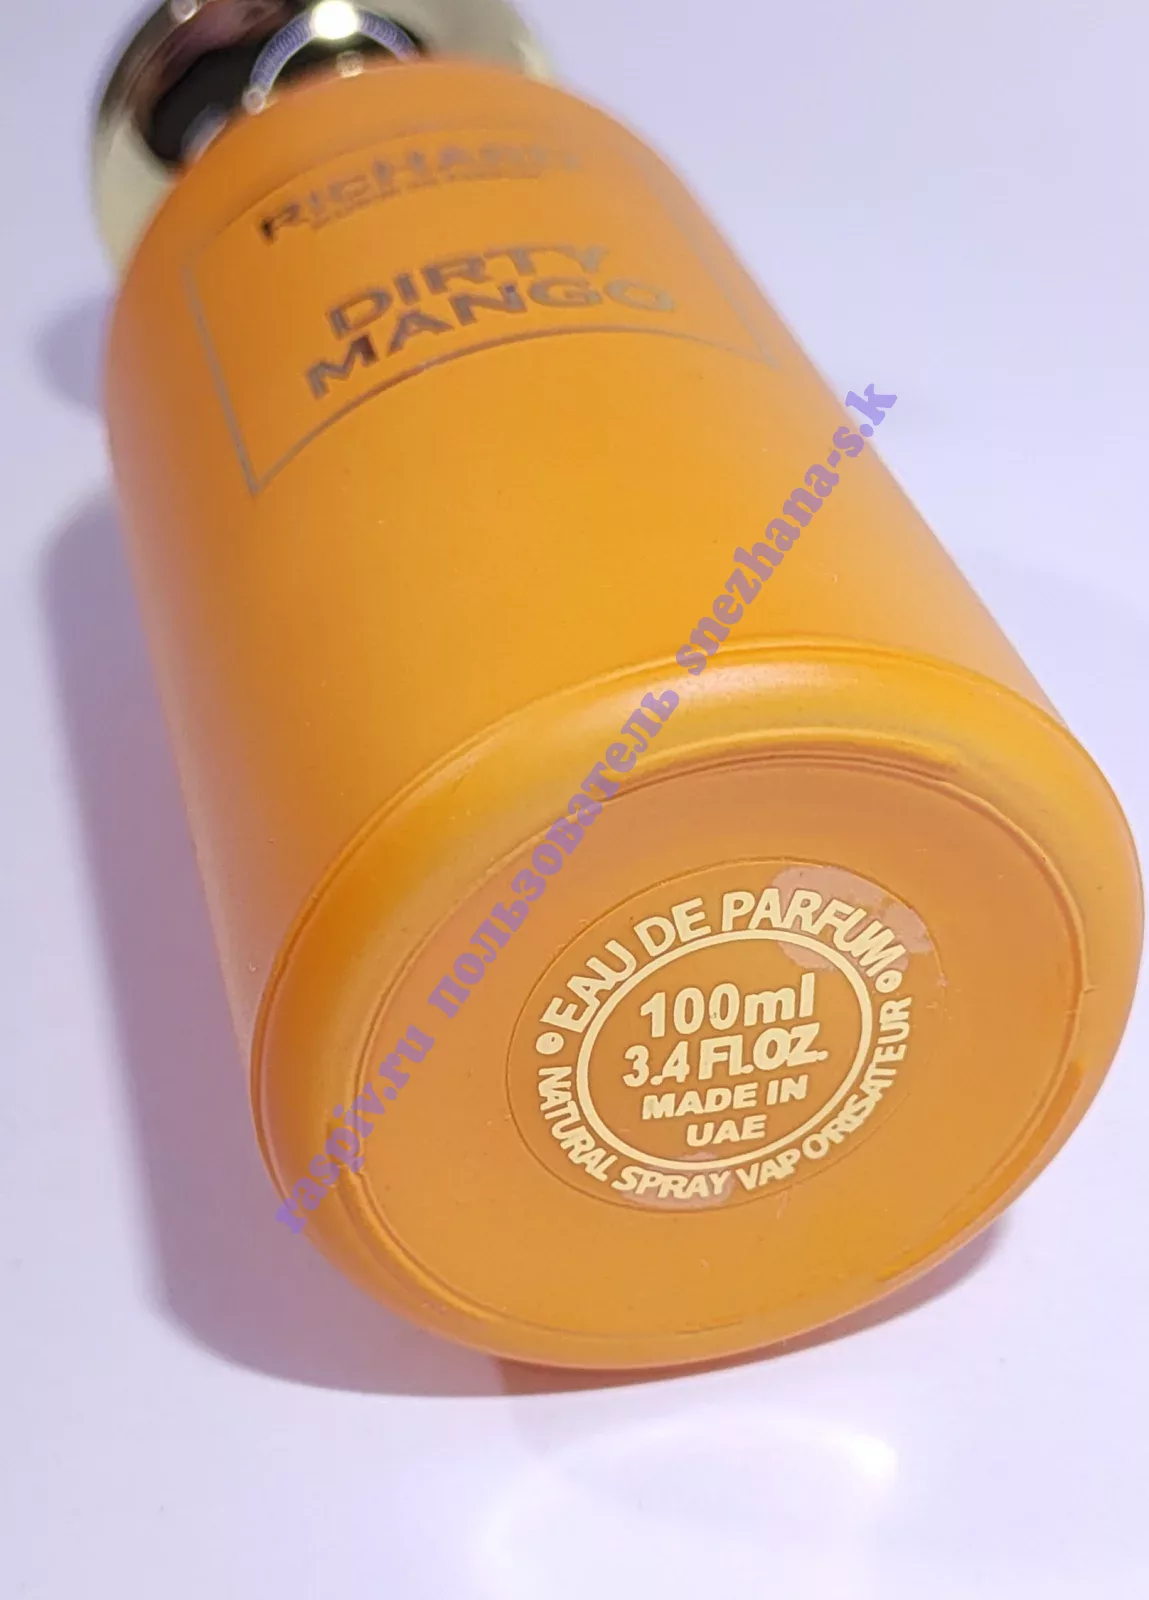 RICHARD
DIRTY
MANGO
raspiv.ru пользователь snezhana-s.k
EAU DE PARFUM
100ml
3.4 FL.OZ.
MADE IN
UAE
NATURAL SPRAY VAPORISATEUR